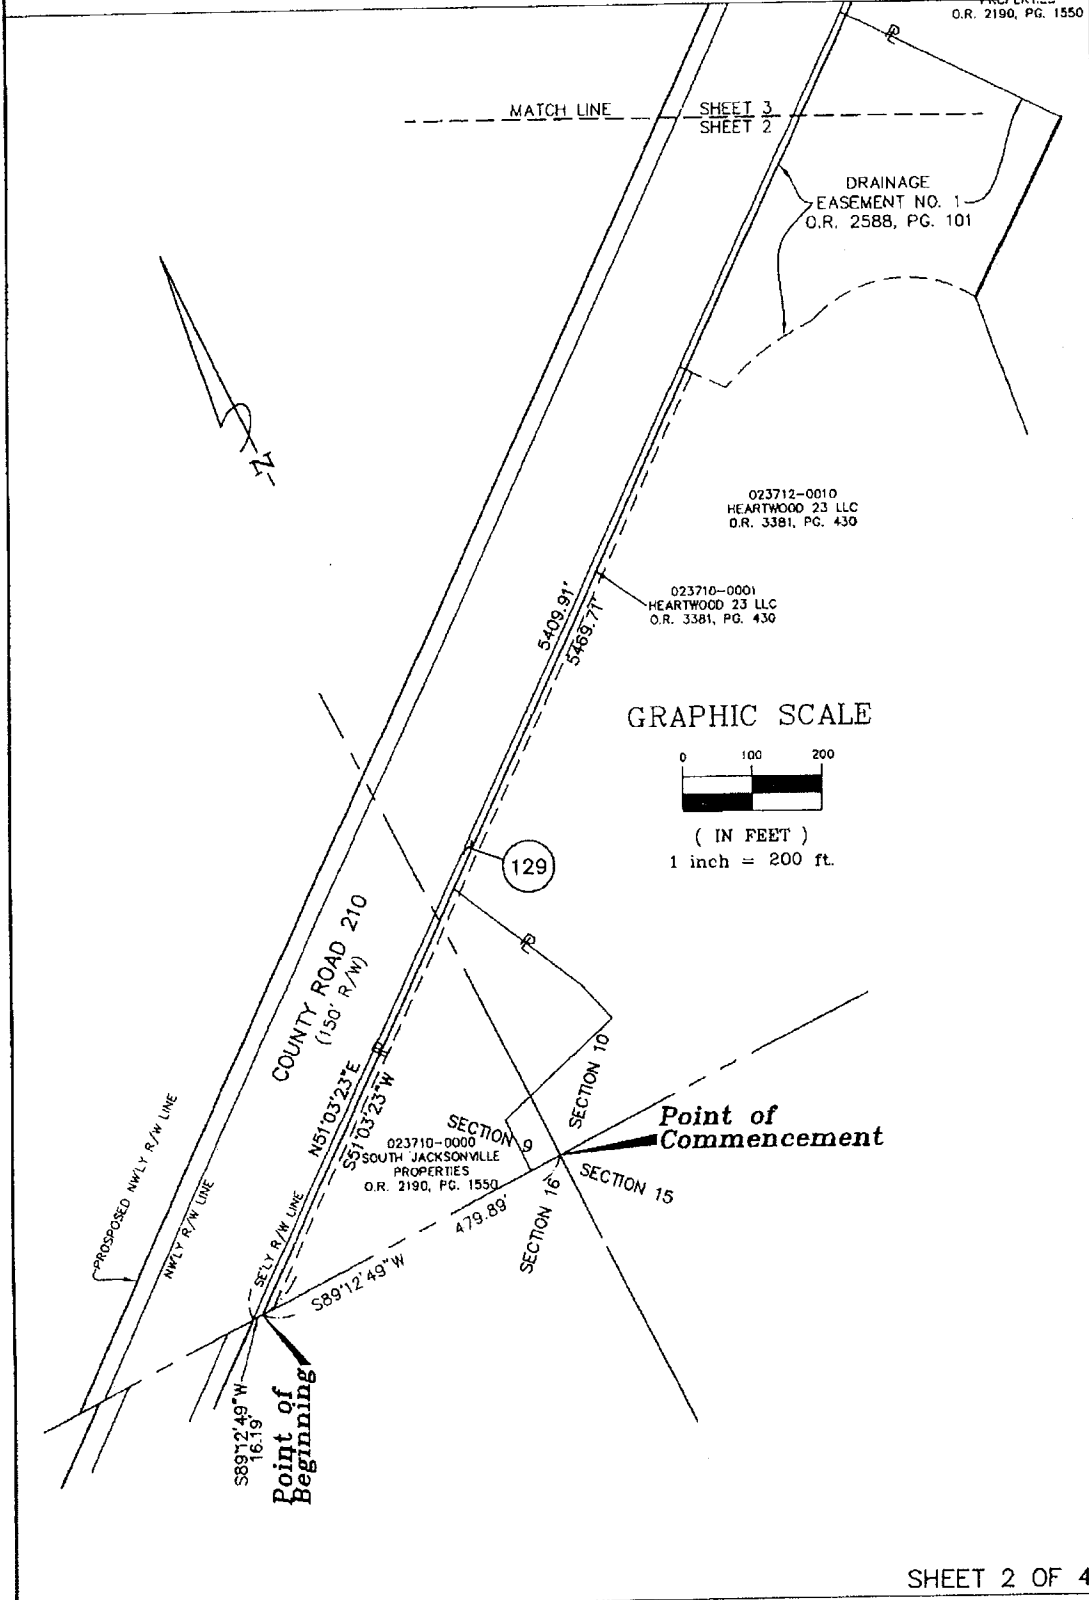 O.R. 2190, PG. 1550
MATCH LINE
SHEET 3
SHEET 2
DRAINAGE
EASEMENT NO. 1
O.R. 2588, PG. 101
N
023712-0010
HEARTWOOD 23 LLC
O.R. 3381, PG. 430
023710-0001
HEARTWOOD 23 LLC
O.R. 3381, PG. 430
5409.91'
5469.71'
GRAPHIC SCALE
0 100 200
( IN FEET )
1 inch = 200 ft.
129
COUNTY ROAD 210
(150' R/W)
N51°03'23"E
S51°03'23"W
SECTION 10
SECTION 9
Point of
Commencement
023710-0000
SOUTH JACKSONVILLE
PROPERTIES
O.R. 2190, PG. 1550
SECTION 15
SECTION 16
479.89'
S89°12'49"W
PROSPOSED NWLY R/W LINE
NWLY R/W LINE
SE'LY R/W LINE
S89°12'49"W
16.19'
Point of
Beginning
SHEET 2 OF 4